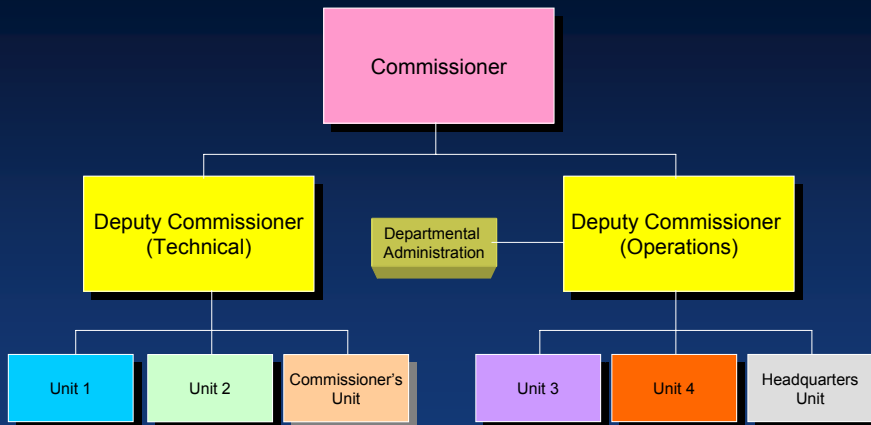 Commissioner
Deputy Commissioner
(Technical)
Departmental
Administration
Deputy Commissioner
(Operations)
Unit 1
Unit 2
Commissioner's
Unit
Unit 3
Unit 4
Headquarters
Unit